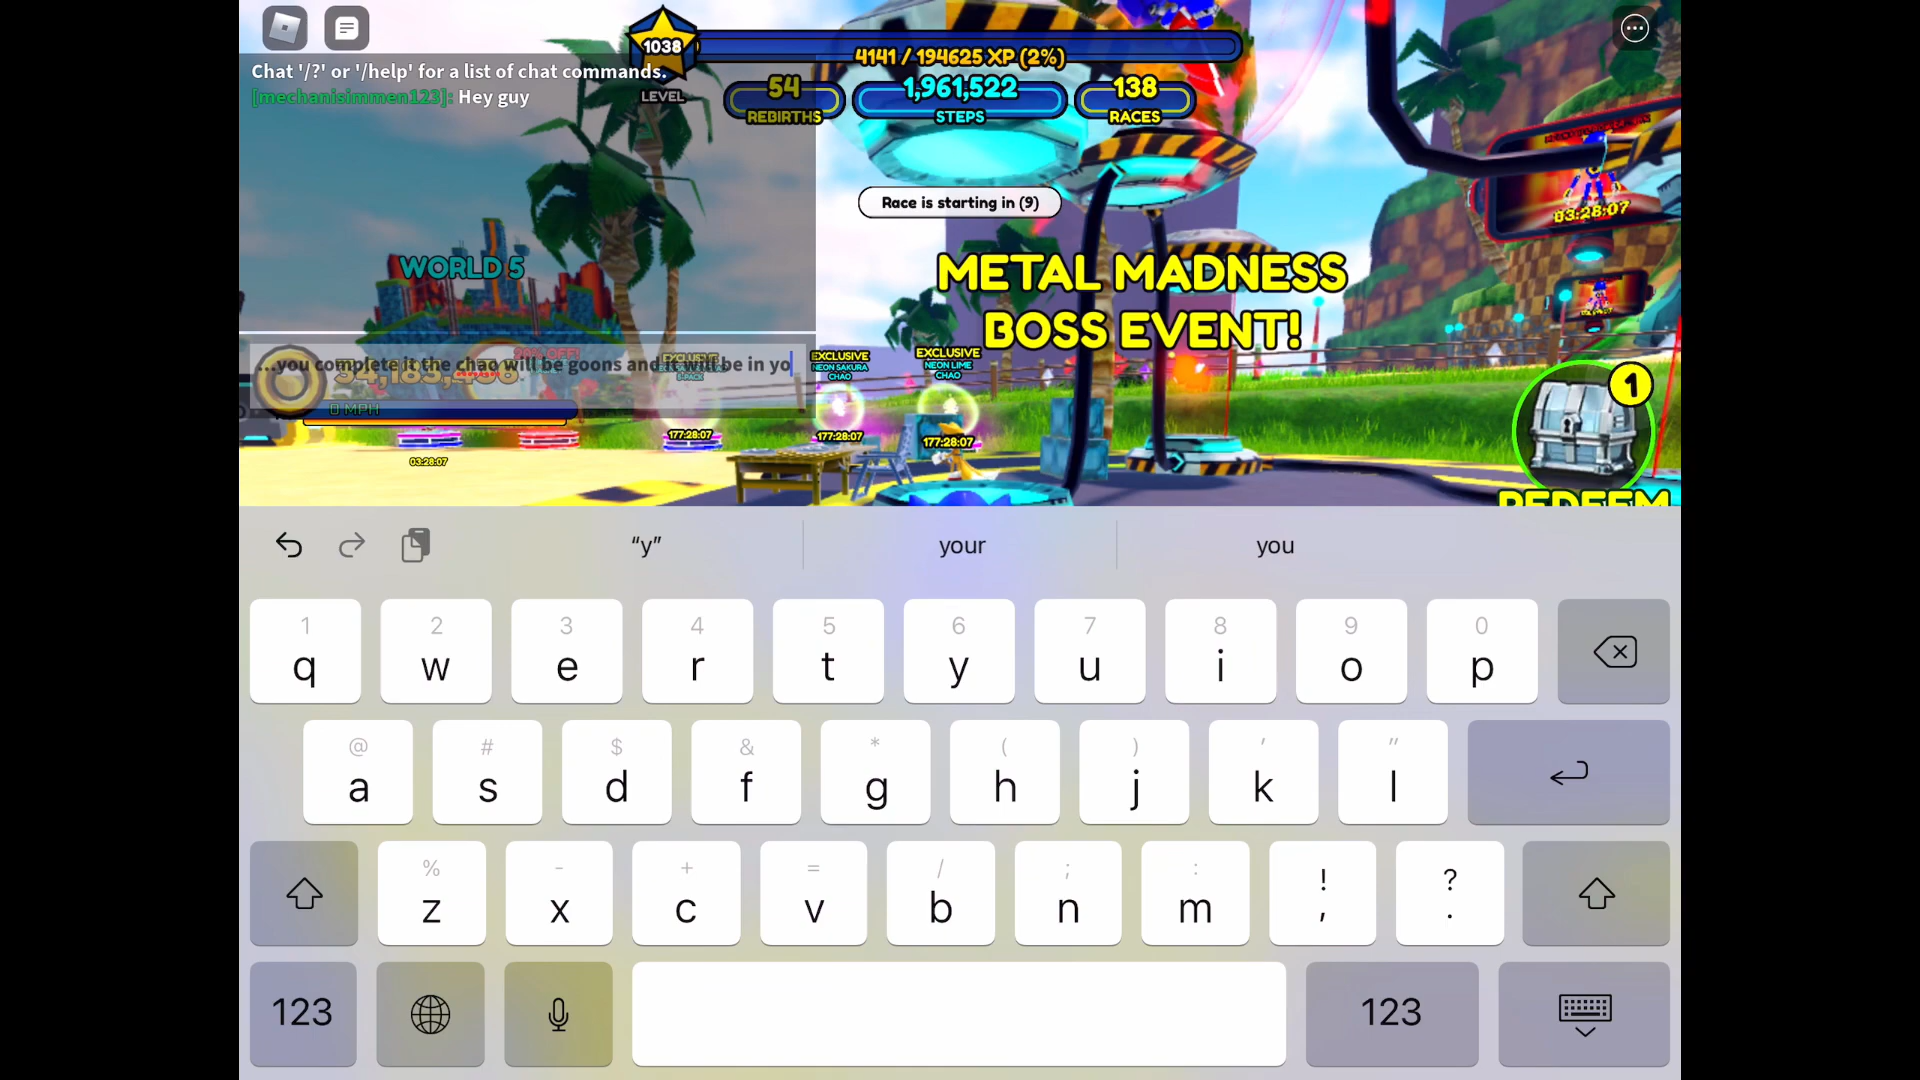 1038
LEVEL
4141 / 194625 XP (2%)
54
REBIRTHS
1,961,522
STEPS
138
RACES
Chat '/?' or '/help' for a list of chat commands.
[mechanisimmen123]: Hey guy
Race is starting in (9)
03:28:07
WORLD 5
METAL MADNESS
BOSS EVENT!
...you complete it the chao will be goons and it will be in yo
0 MPH
EXCLUSIVE
NEON SAKURA
CHAO
EXCLUSIVE
NEON LIME
CHAO
177:28:07
177:28:07
177:28:07
03:28:07
1
REDEEM
“y”
your
you
1 2 3 4 5 6 7 8 9 0
q w e r t y u i o p
@ # $ & * ( ) ' "
a s d f g h j k l
% - + = / ; : ! ?
z x c v b n m , .
123
123